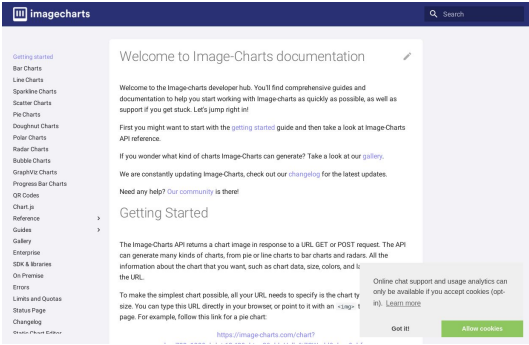 imagecharts
Search
Getting started
Bar Charts
Line Charts
Sparkline Charts
Scatter Charts
Pie Charts
Doughnut Charts
Polar Charts
Radar Charts
Bubble Charts
GraphViz Charts
Progress Bar Charts
QR Codes
Chart.js
Reference
Guides
Gallery
Enterprise
SDK & libraries
On Premise
Errors
Limits and Quotas
Status Page
Changelog
Static Chart Editor
Welcome to Image-Charts documentation
Welcome to the Image-charts developer hub. You'll find comprehensive guides and
documentation to help you start working with Image-charts as quickly as possible, as well as
support if you get stuck. Let's jump right in!
First you might want to start with the getting started guide and then take a look at Image-Charts
API reference.
If you wonder what kind of charts Image-Charts can generate? Take a look at our gallery.
We are constantly updating Image-Charts, check out our changelog for the latest updates.
Need any help? Our community is there!
Getting Started
The Image-Charts API returns a chart image in response to a URL GET or POST request. The API
can generate many kinds of charts, from pie or line charts to bar charts and radars. All the
information about the chart that you want, such as chart data, size, colors, and la
the URL.
To make the simplest chart possible, all your URL needs to specify is the chart ty
size. You can type this URL directly in your browser, or point to it with an <img> t
page. For example, follow this link for a pie chart:
https://image-charts.com/chart?
Online chat support and usage analytics can
only be available if you accept cookies (opt-
in). Learn more
Got it!
Allow cookies